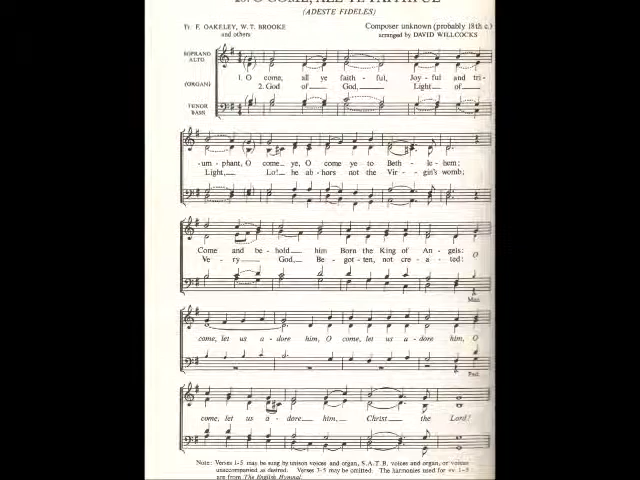 O COME, ALL YE FAITHFUL
(ADESTE FIDELES)
Tr. F. OAKELEY, W. T. BROOKE
and others
Composer unknown (probably 18th c.)
arranged by DAVID WILLCOCKS
SOPRANO
ALTO
(ORGAN)
TENOR
BASS
1. O come, all ye faith - ful, Joy - ful and tri-
2. God of God, Light of
-um - phant, O come ye, O come ye to Beth - le - hem;
Light, Lo! he ab - hors not the Vir - gin's womb;
Come and be - hold him Born the King of An - gels: O
Ve - ry God, Be - got - ten, not cre - a - ted:
Man.
come, let us a - dore him, O come, let us a - dore him, O
Ped.
come, let us a - dore him, Christ the Lord!
Note: Verses 1-5 may be sung by unison voices and organ, S.A.T.B. voices and organ, or voices
unaccompanied as desired. Verses 3-5 may be omitted. The harmonies used for vv. 1-5
are from The English Hymnal.